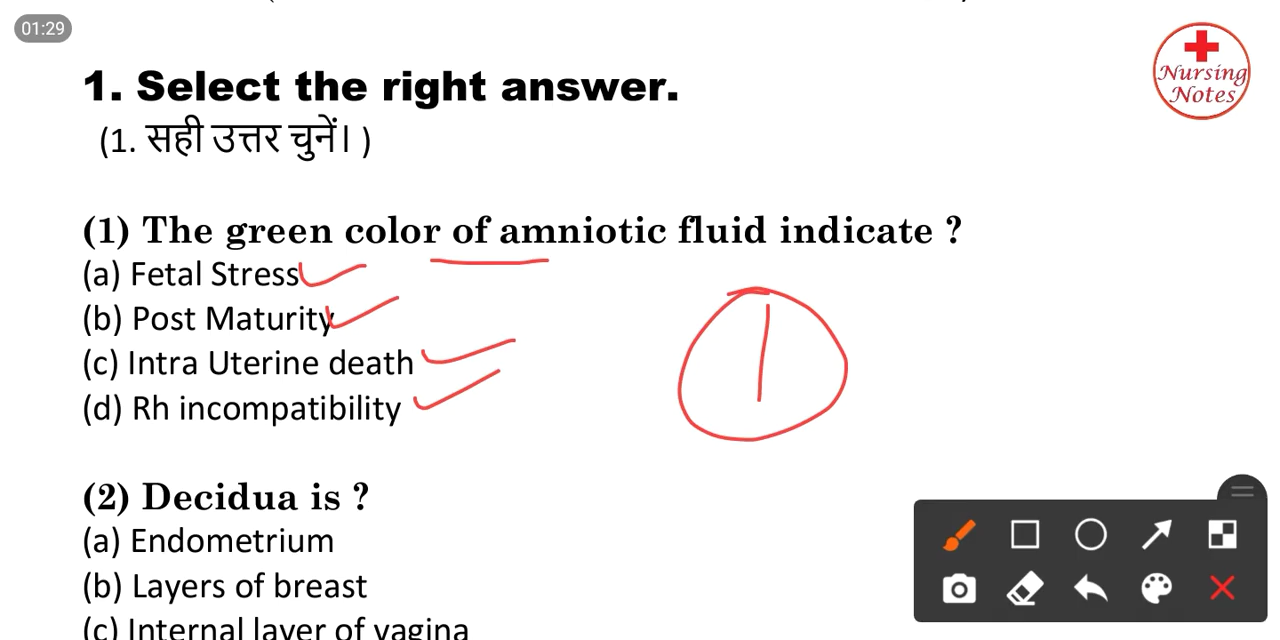 01:29
Nursing
Notes
1. Select the right answer.
(1. सही उत्तर चुनें। )
(1) The green color of amniotic fluid indicate ?
(a) Fetal Stress
(b) Post Maturity
(c) Intra Uterine death
(d) Rh incompatibility
1
(2) Decidua is ?
(a) Endometrium
(b) Layers of breast
(c) Internal layer of vagina